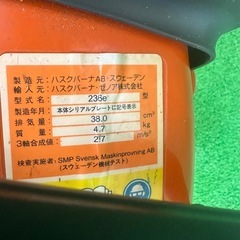 製造元：ハスクバーナAB・スウェーデン
輸入元：ハスクバーナ・ゼノア株式会社
型式名 236e 型
製造年月 本体シリアルプレートに記号表示
排気量 38.0 cm³
質量 4.7 kg
3軸合成値 2.7 m/s²
検査実施者：SMP Svensk Maskinprovning AB
（スウェーデン機械テスト）